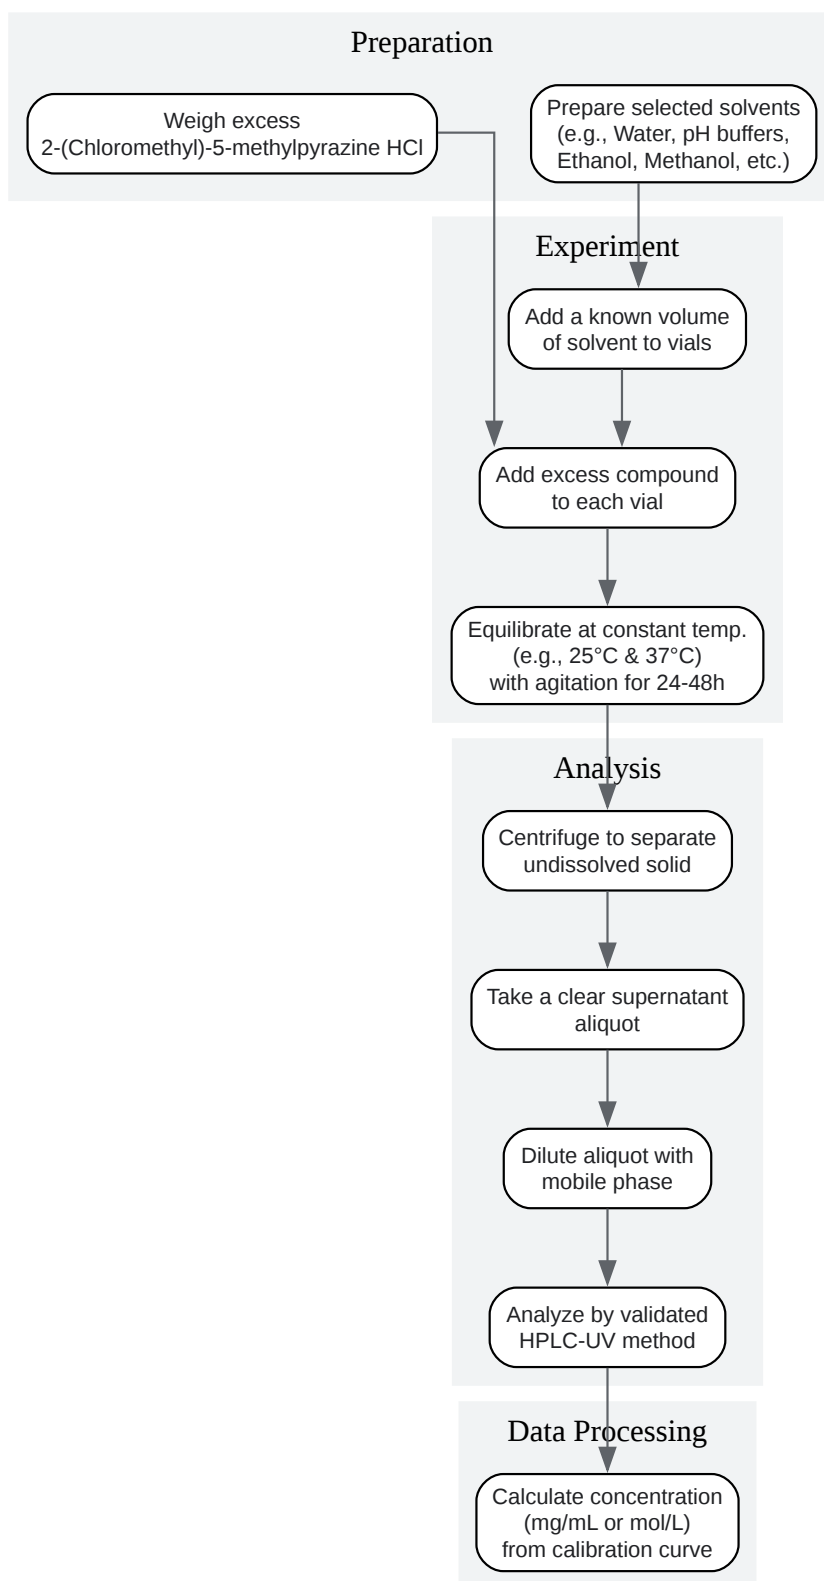 Preparation
Weigh excess
2-(Chloromethyl)-5-methylpyrazine HCl
Prepare selected solvents
(e.g., Water, pH buffers,
Ethanol, Methanol, etc.)
Experiment
Add a known volume
of solvent to vials
Add excess compound
to each vial
Equilibrate at constant temp.
(e.g., 25°C & 37°C)
with agitation for 24-48h
Analysis
Centrifuge to separate
undissolved solid
Take a clear supernatant
aliquot
Dilute aliquot with
mobile phase
Analyze by validated
HPLC-UV method
Data Processing
Calculate concentration
(mg/mL or mol/L)
from calibration curve